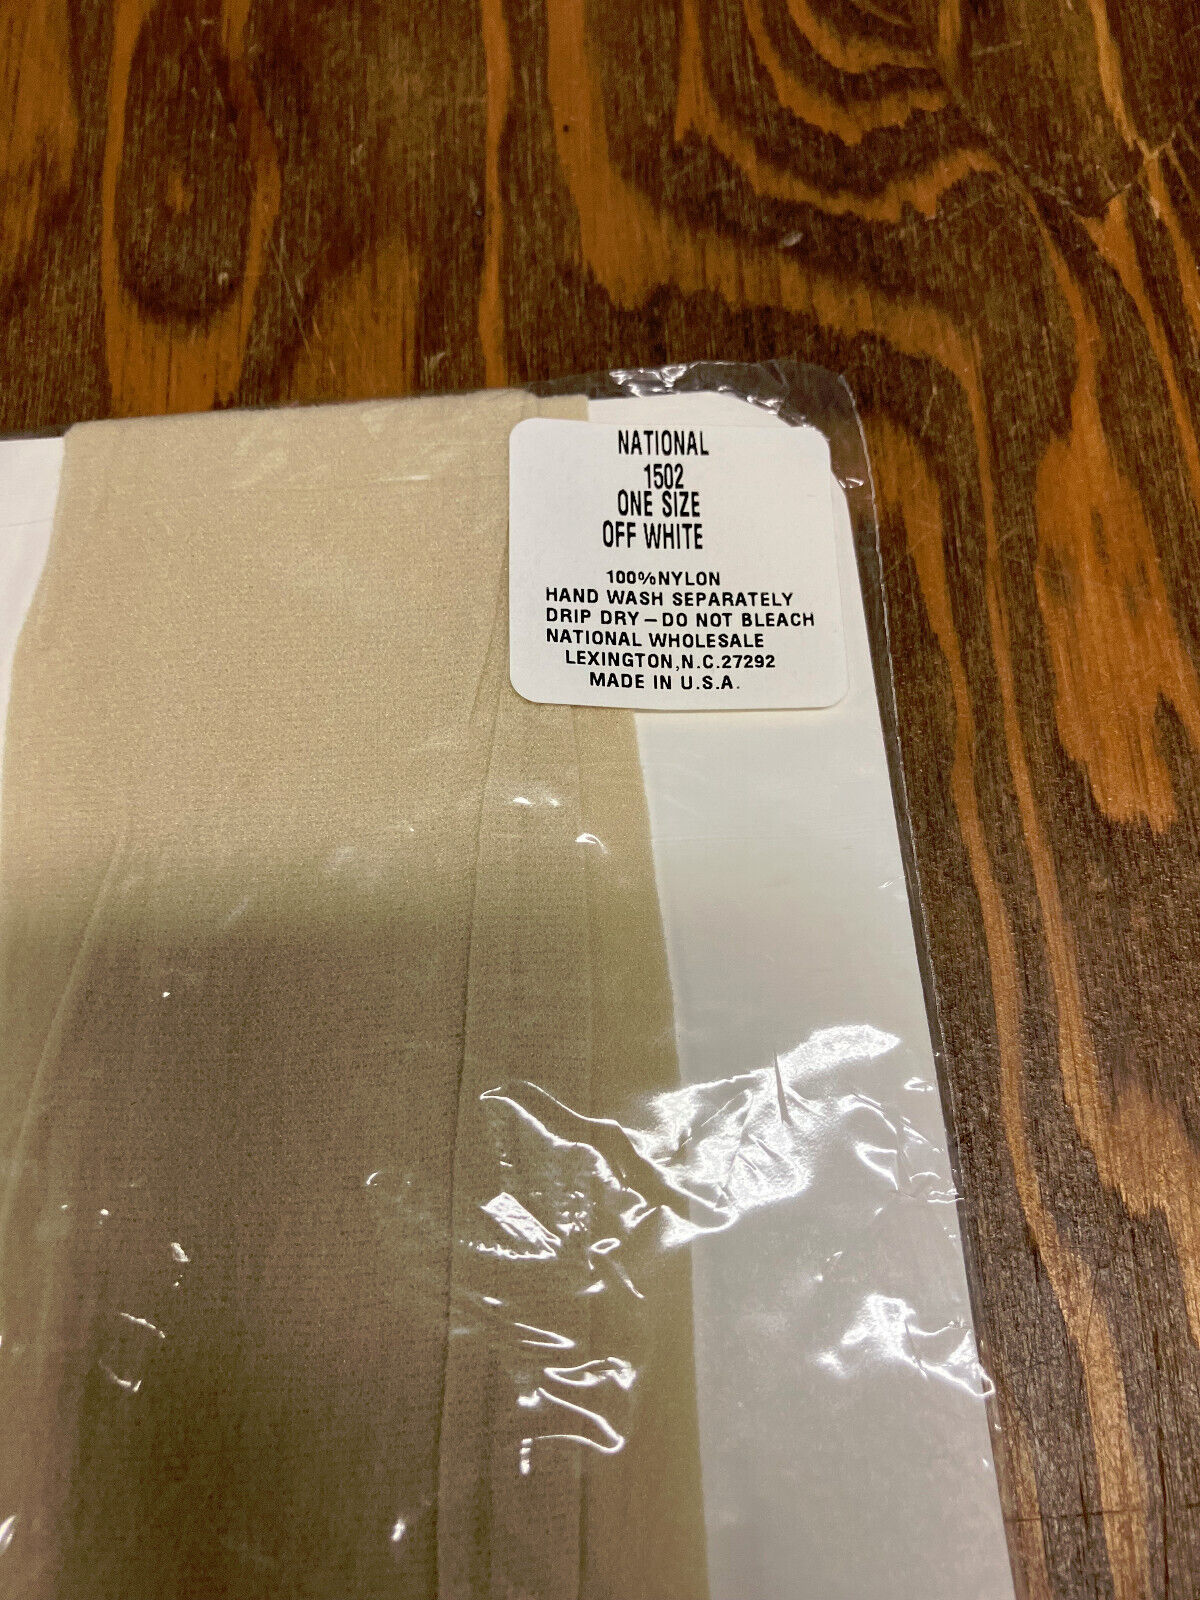 NATIONAL
1502
ONE SIZE
OFF WHITE
100%NYLON
HAND WASH SEPARATELY
DRIP DRY—DO NOT BLEACH
NATIONAL WHOLESALE
LEXINGTON,N.C.27292
MADE IN U.S.A.